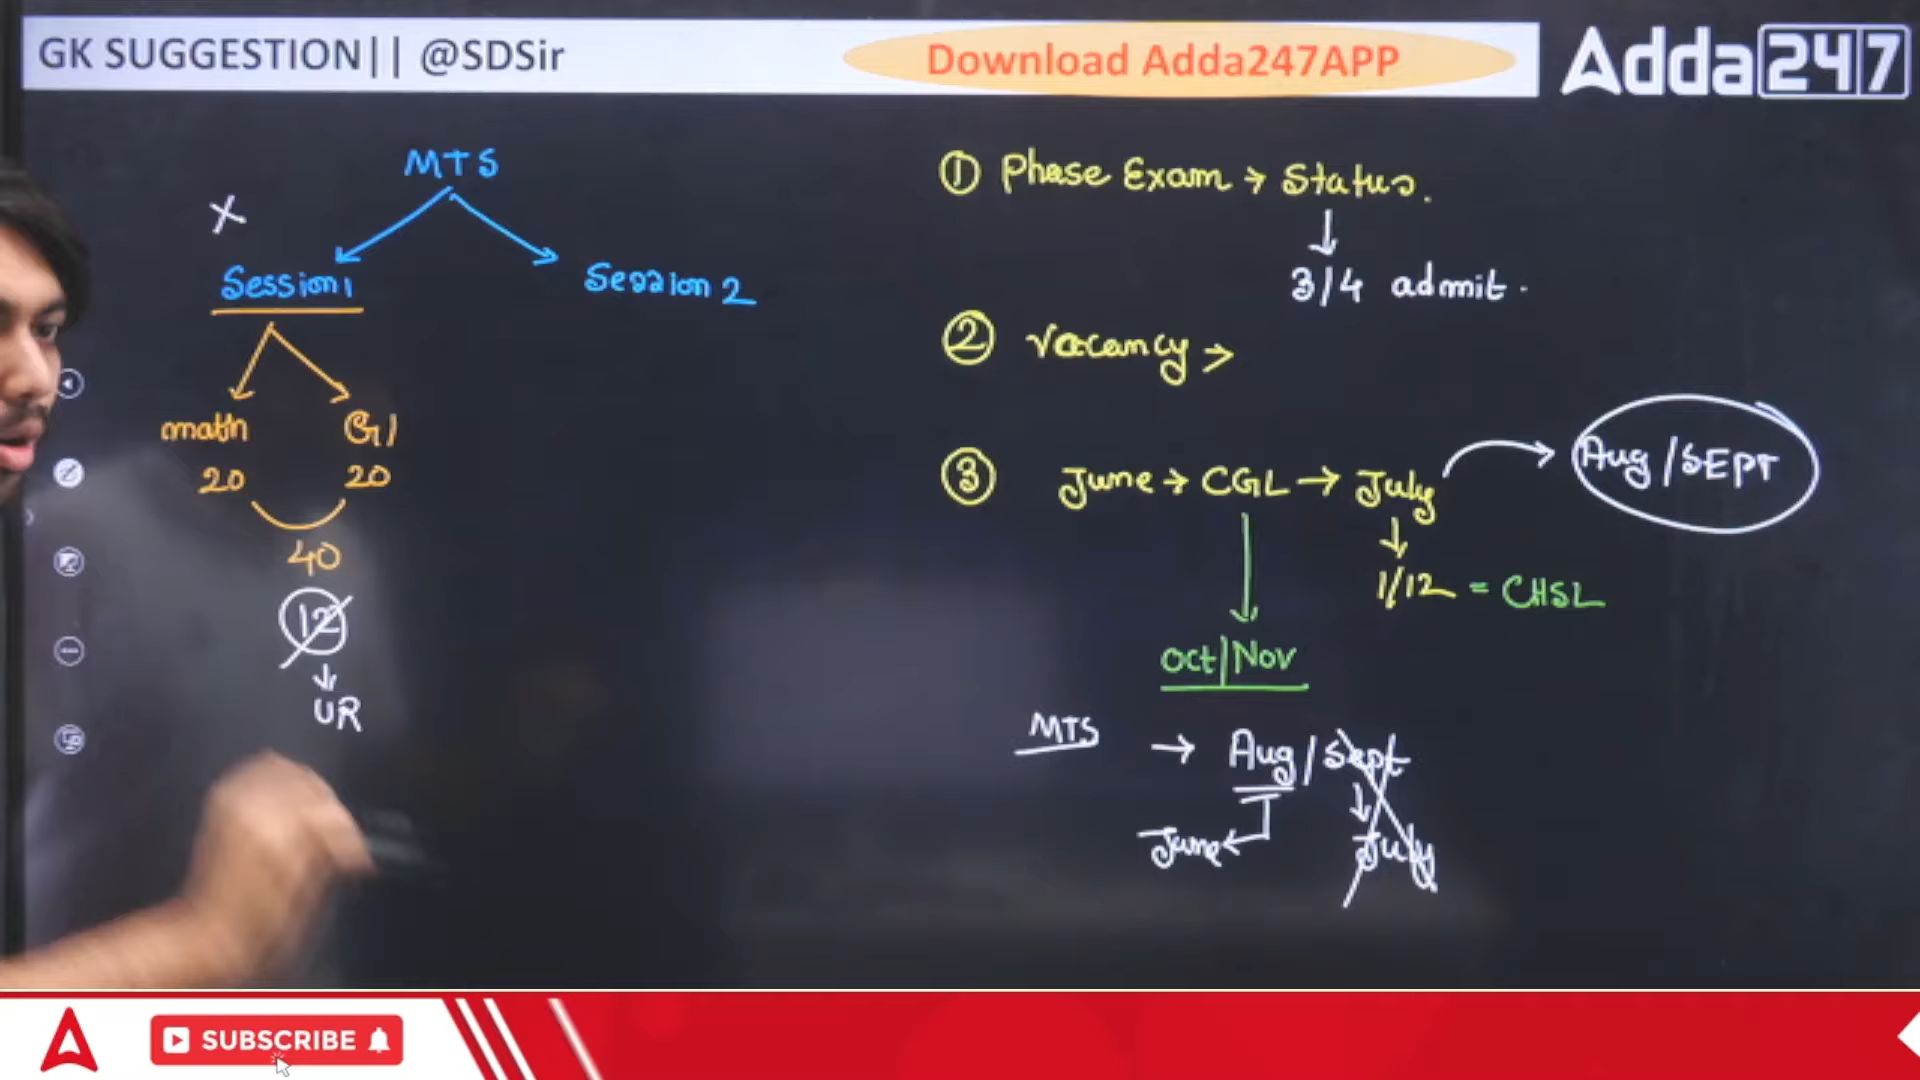 GK SUGGESTION|| @SDSir
Download Adda247APP
Adda247
MTS
X
Session 1
Session 2
math
GI
20
20
40
12
↓
UR
① Phase Exam → Status.
↓
3/4 admit.
② Vacancy →
③ June → CGL → July → Aug/SEPT
↓
1/12 = CHSL
Oct|Nov
MTS → Aug/Sept
June ← July
SUBSCRIBE